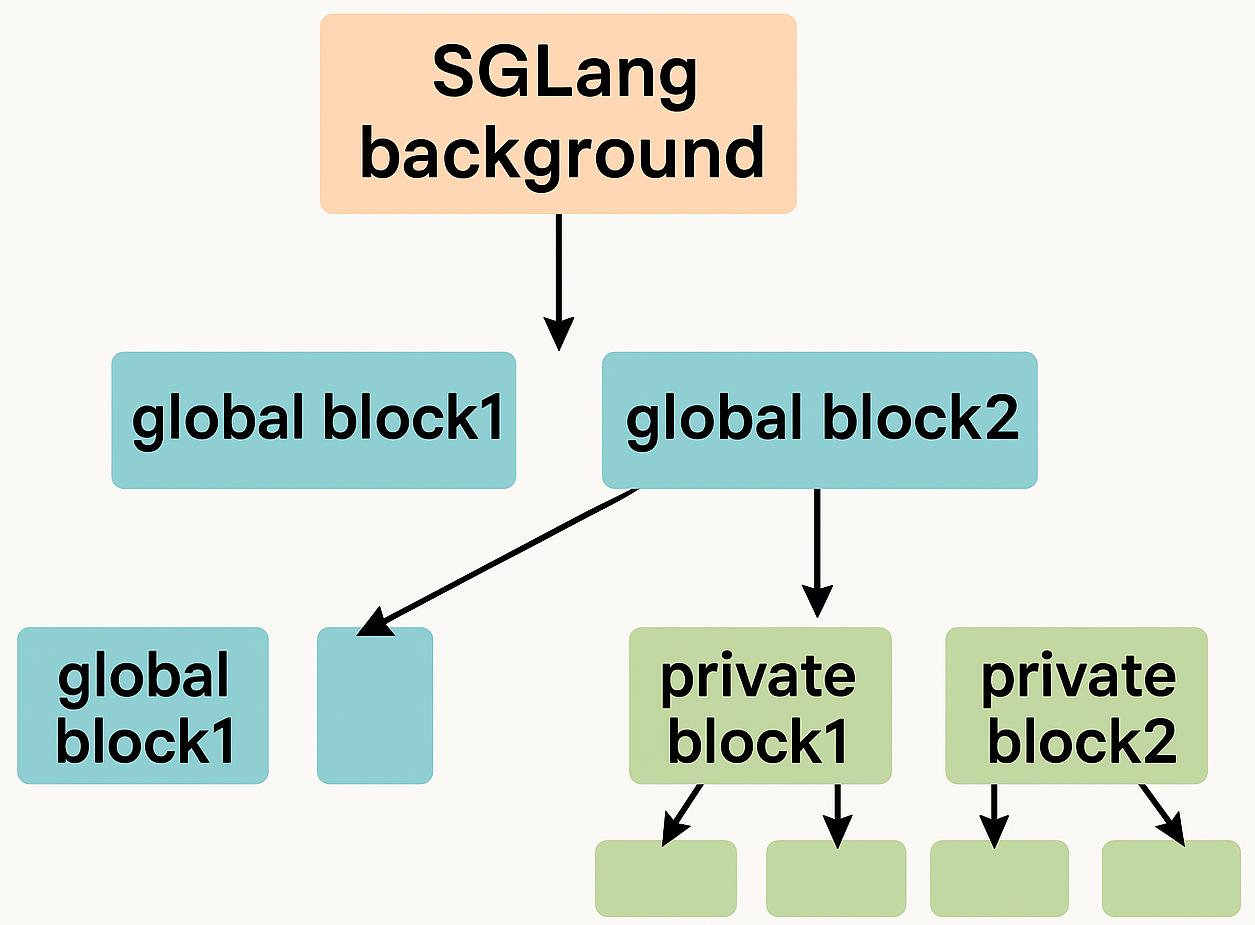 SGLang
background
global block1
global block2
global
block1
private
block1
private
block2